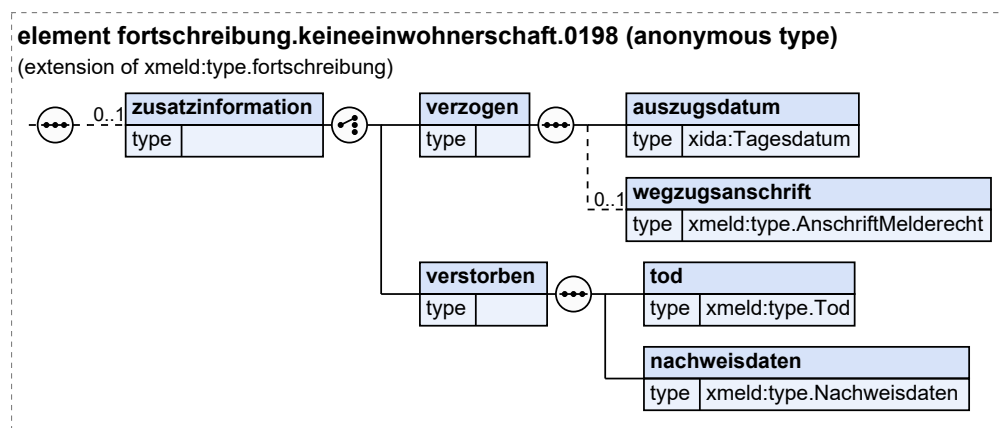 element fortschreibung.keineeinwohnerschaft.0198 (anonymous type)
(extension of xmeld:type.fortschreibung)
0..1
zusatzinformation
type
verzogen
type
auszugsdatum
type xida:Tagesdatum
0..1
wegzugsanschrift
type xmeld:type.AnschriftMelderecht
verstorben
type
tod
type xmeld:type.Tod
nachweisdaten
type xmeld:type.Nachweisdaten